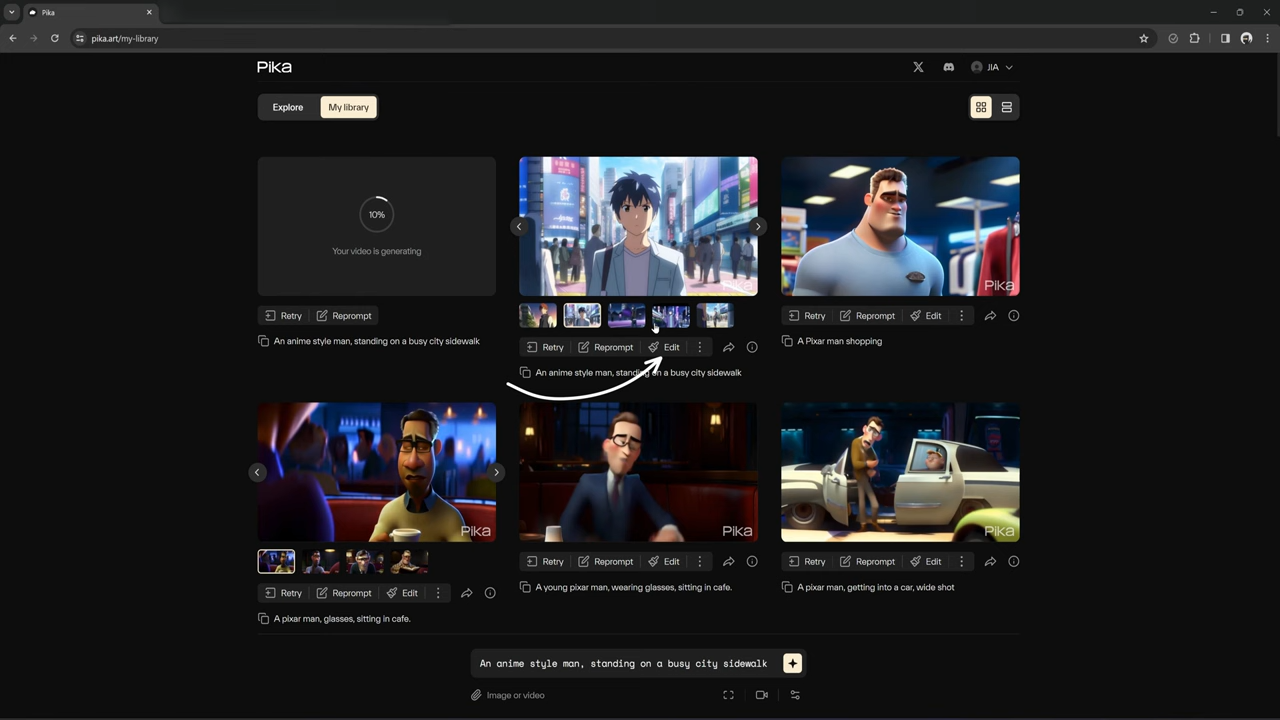 Pika
pika.art/my-library
Pika
JIA
Explore
My library
10%
Your video is generating
Pika
Pika
Retry
Reprompt
Retry
Reprompt
Edit
An anime style man, standing on a busy city sidewalk
A Pixar man shopping
Retry
Reprompt
Edit
An anime style man, standing on a busy city sidewalk
Pika
Pika
Pika
Retry
Reprompt
Edit
Retry
Reprompt
Edit
A young pixar man, wearing glasses, sitting in cafe.
A pixar man, getting into a car, wide shot
Retry
Reprompt
Edit
A pixar man, glasses, sitting in cafe.
An anime style man, standing on a busy city sidewalk
Image or video